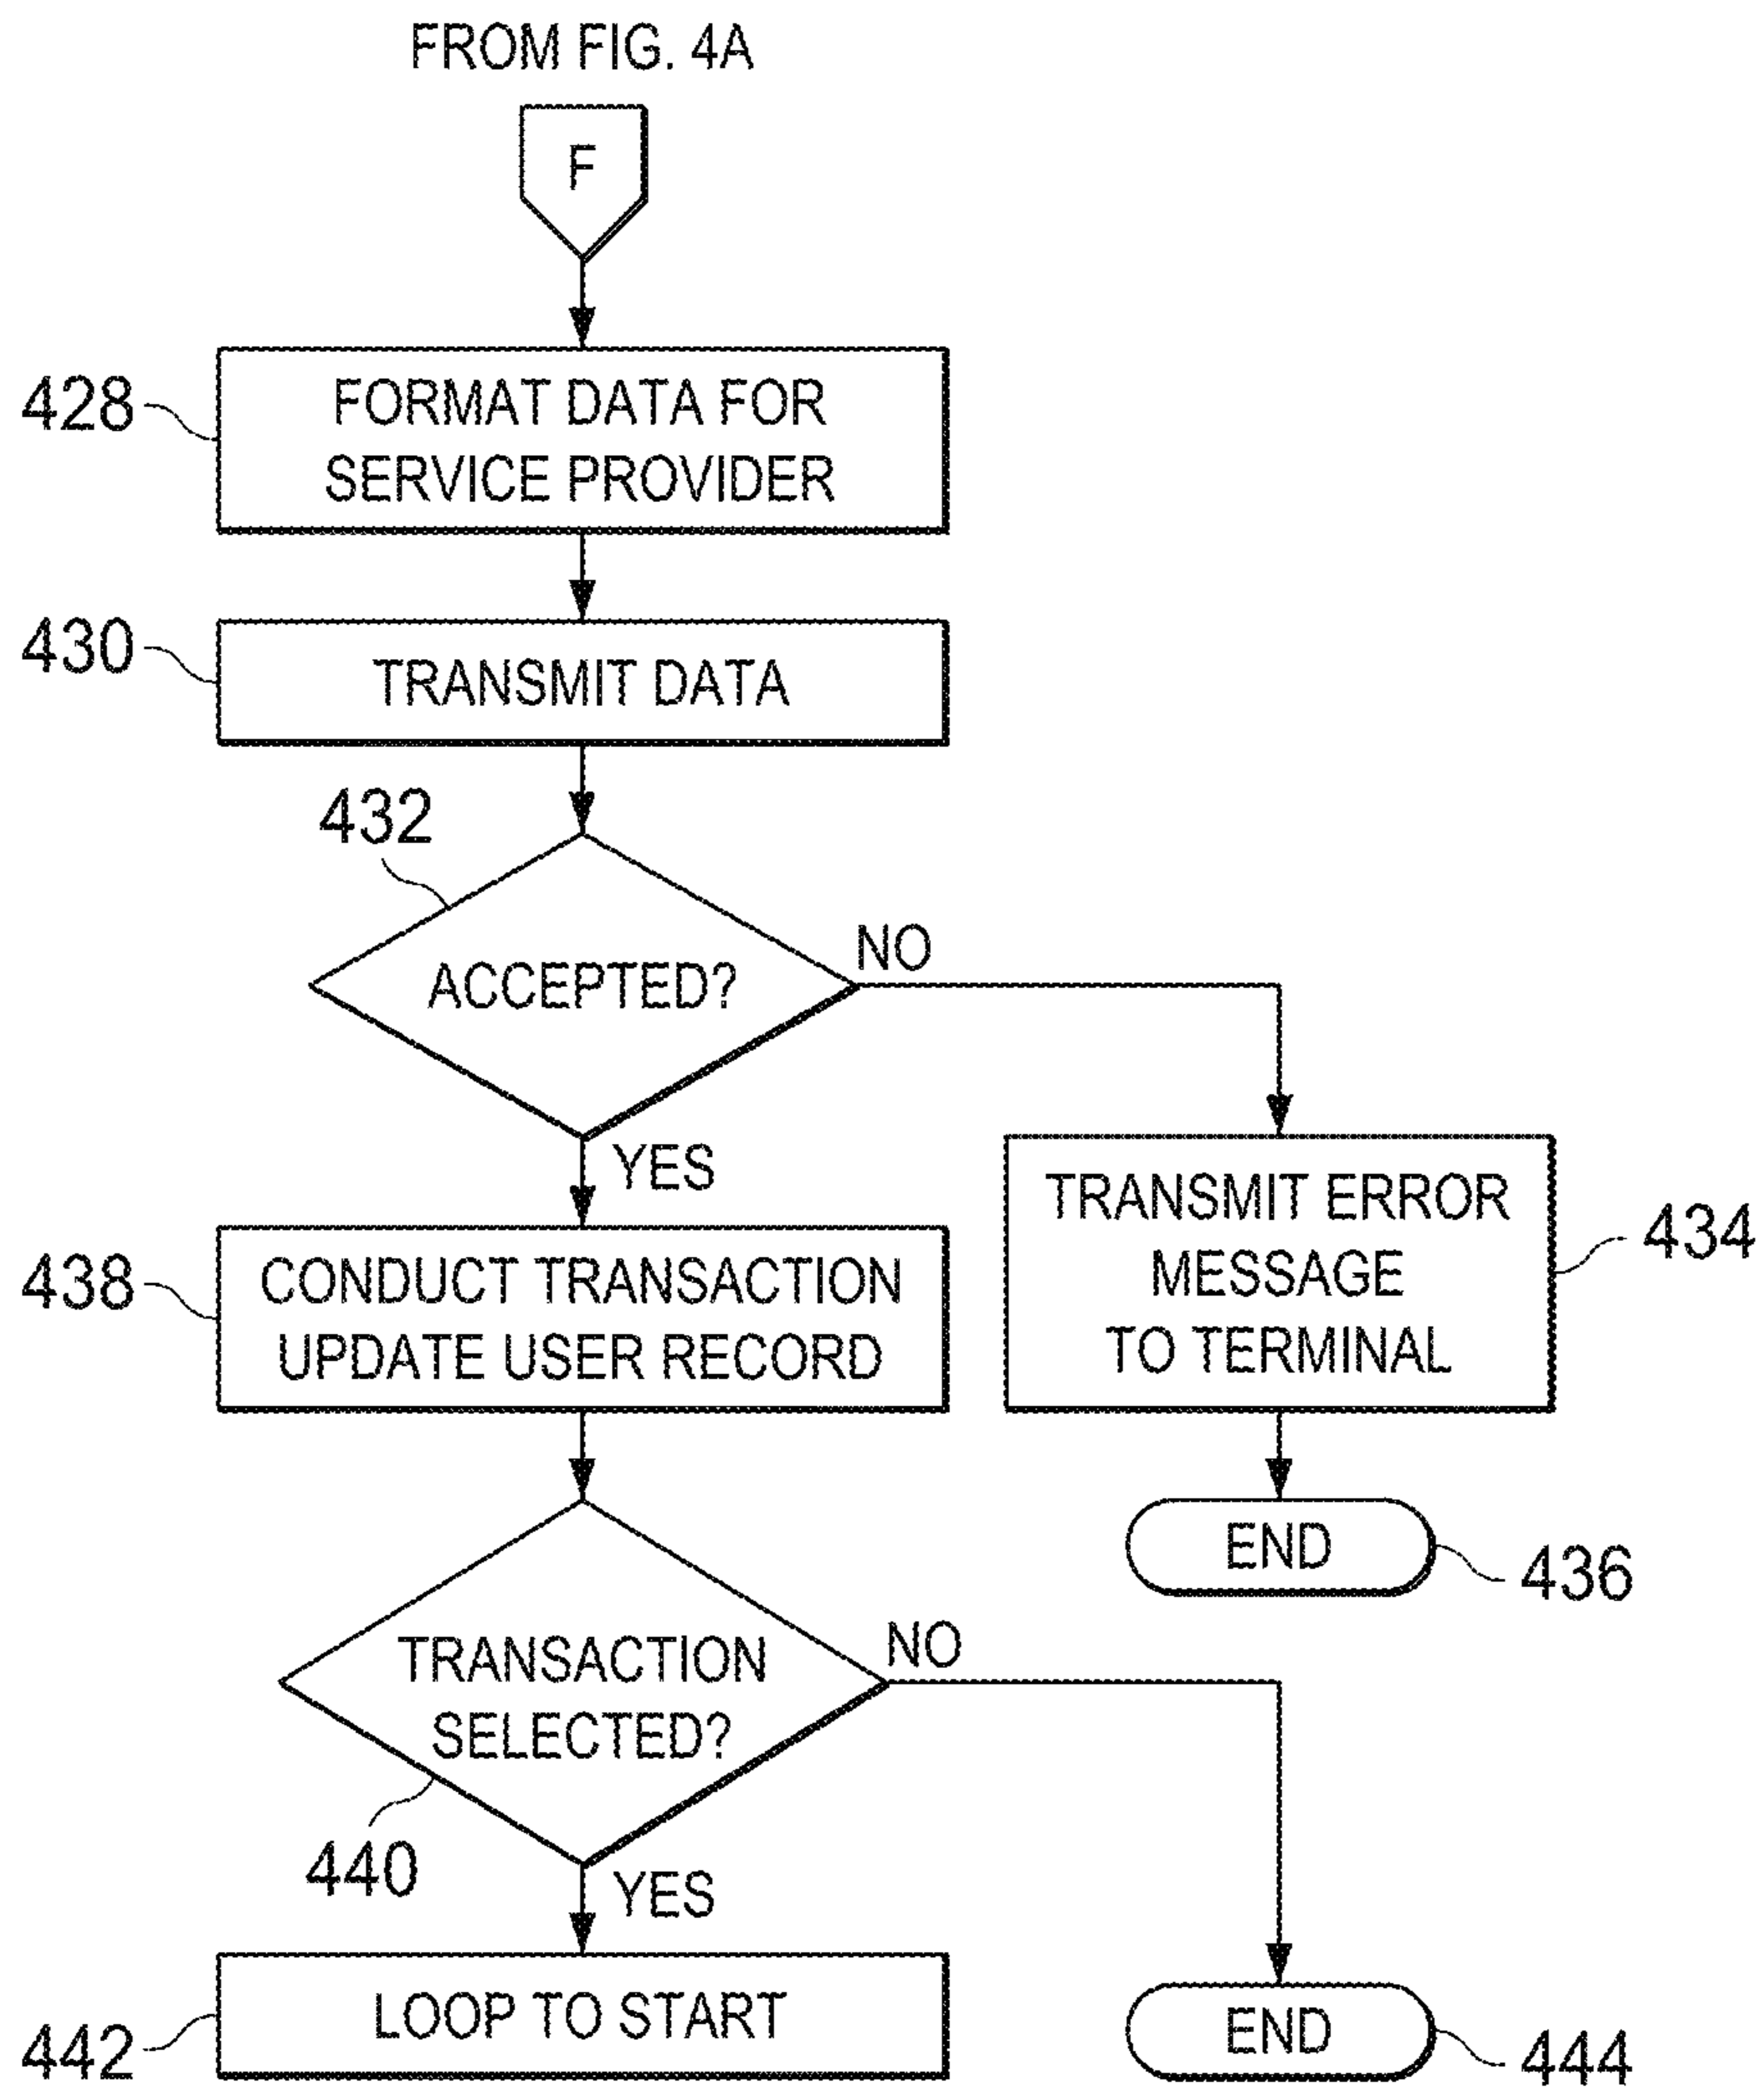 FROM FIG. 4A
F
428
FORMAT DATA FOR
SERVICE PROVIDER
430
TRANSMIT DATA
432
ACCEPTED?
NO
YES
TRANSMIT ERROR
MESSAGE
TO TERMINAL
434
438
CONDUCT TRANSACTION
UPDATE USER RECORD
END
436
TRANSACTION
SELECTED?
NO
440
YES
442
LOOP TO START
END
444